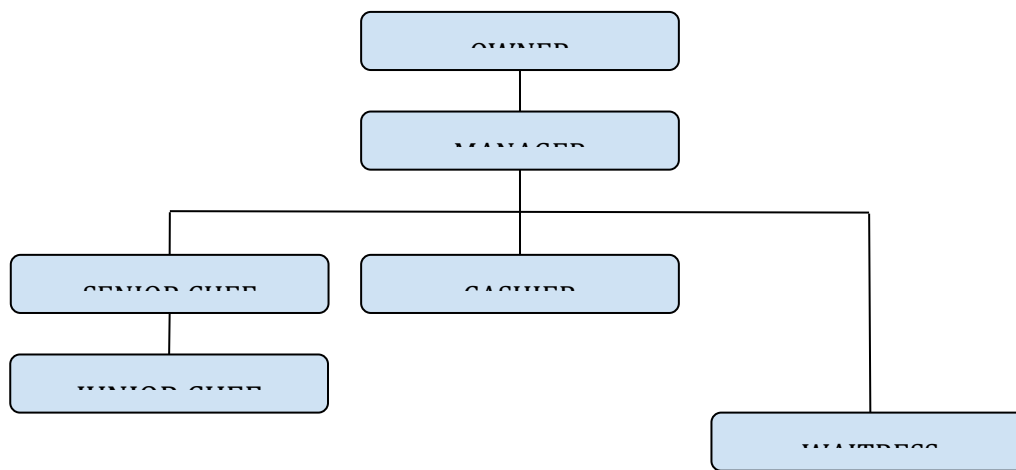 OWNER
MANAGER
SENIOR CHEF
CASHIER
JUNIOR CHEF
WAITRESS